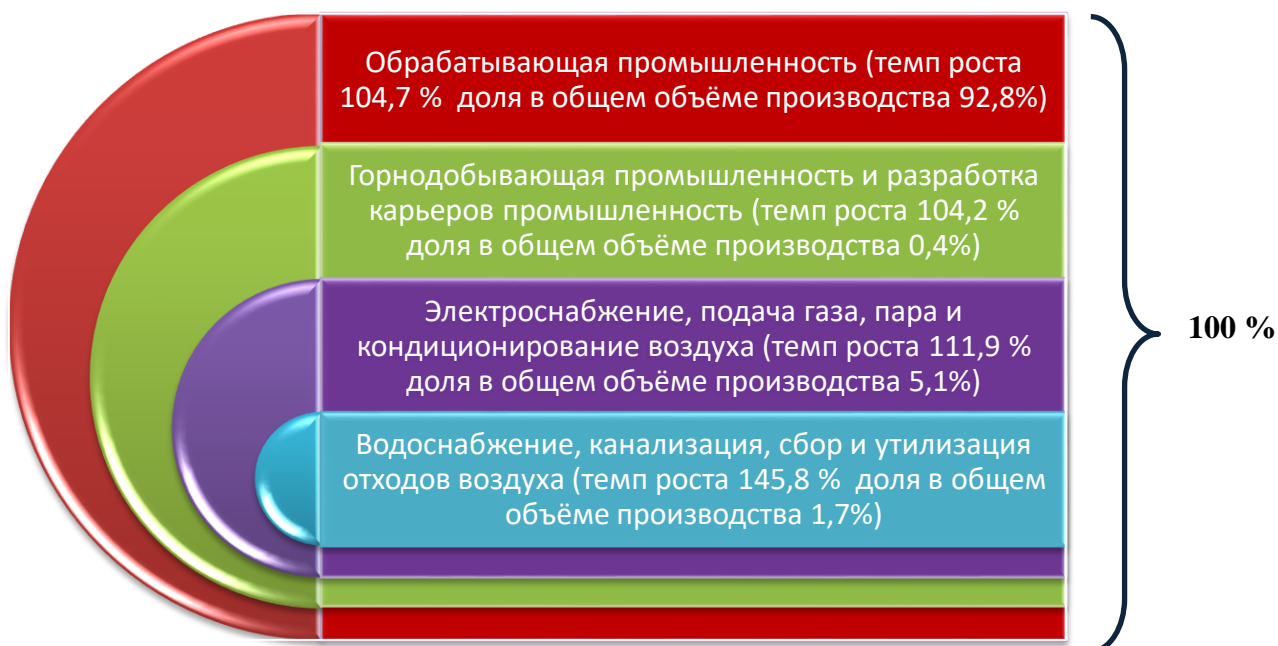 Обрабатывающая промышленность (темп роста
104,7 % доля в общем объёме производства 92,8%)
Горнодобывающая промышленность и разработка
карьеров промышленность (темп роста 104,2 %
доля в общем объёме производства 0,4%)
Электроснабжение, подача газа, пара и
кондиционирование воздуха (темп роста 111,9 %
доля в общем объёме производства 5,1%)
Водоснабжение, канализация, сбор и утилизация
отходов воздуха (темп роста 145,8 % доля в общем
объёме производства 1,7%)
100 %